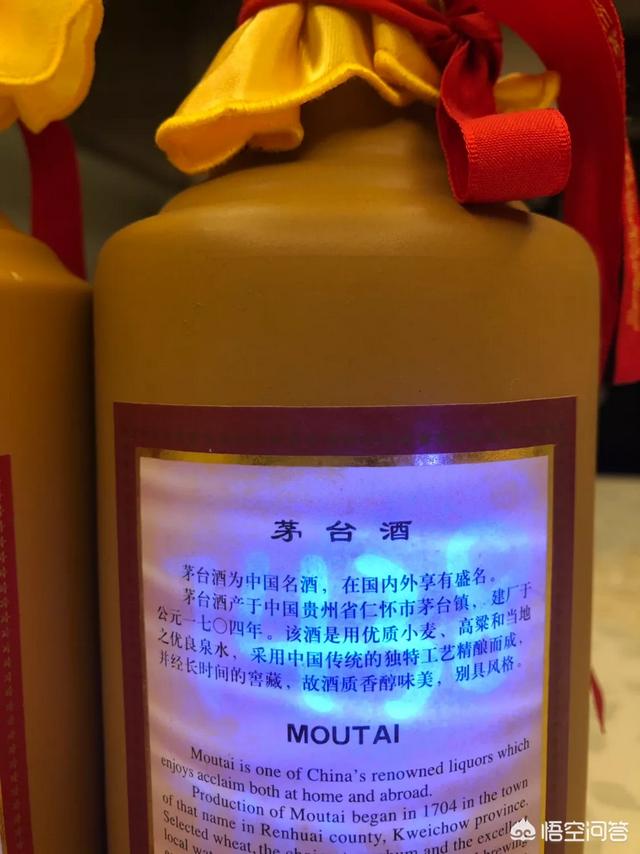 茅台酒
茅台酒为中国名酒，在国内外享有盛名。
茅台酒产于中国贵州省仁怀市茅台镇，建厂于
公元一七〇四年。该酒是用优质小麦、高粱和当地
之优良泉水，采用中国传统的独特工艺精酿而成，
并经长时间的窖藏，故酒质香醇味美，别具风格。
MOUTAI
Moutai is one of China's renowned liquors which
enjoys acclaim both at home and abroad.
Production of Moutai began in 1704 in the town
of that name in Renhuai county, Kweichow province.
Selected wheat, the and the
local
悟空问答